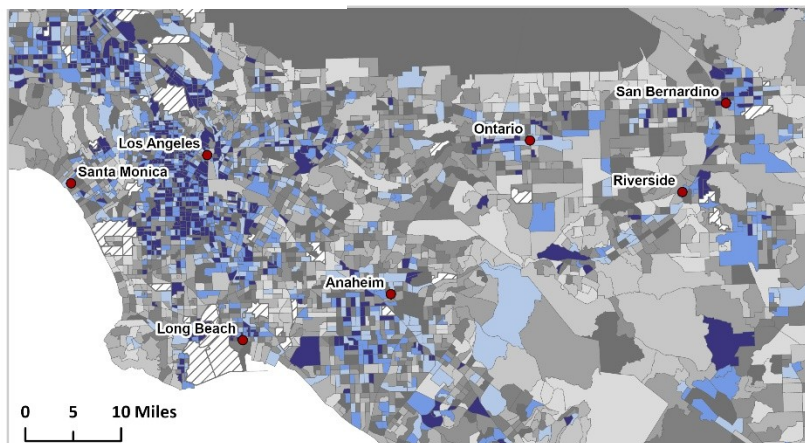 San Bernardino
Ontario
Los Angeles
Santa Monica
Riverside
Anaheim
Long Beach
0 5 10 Miles